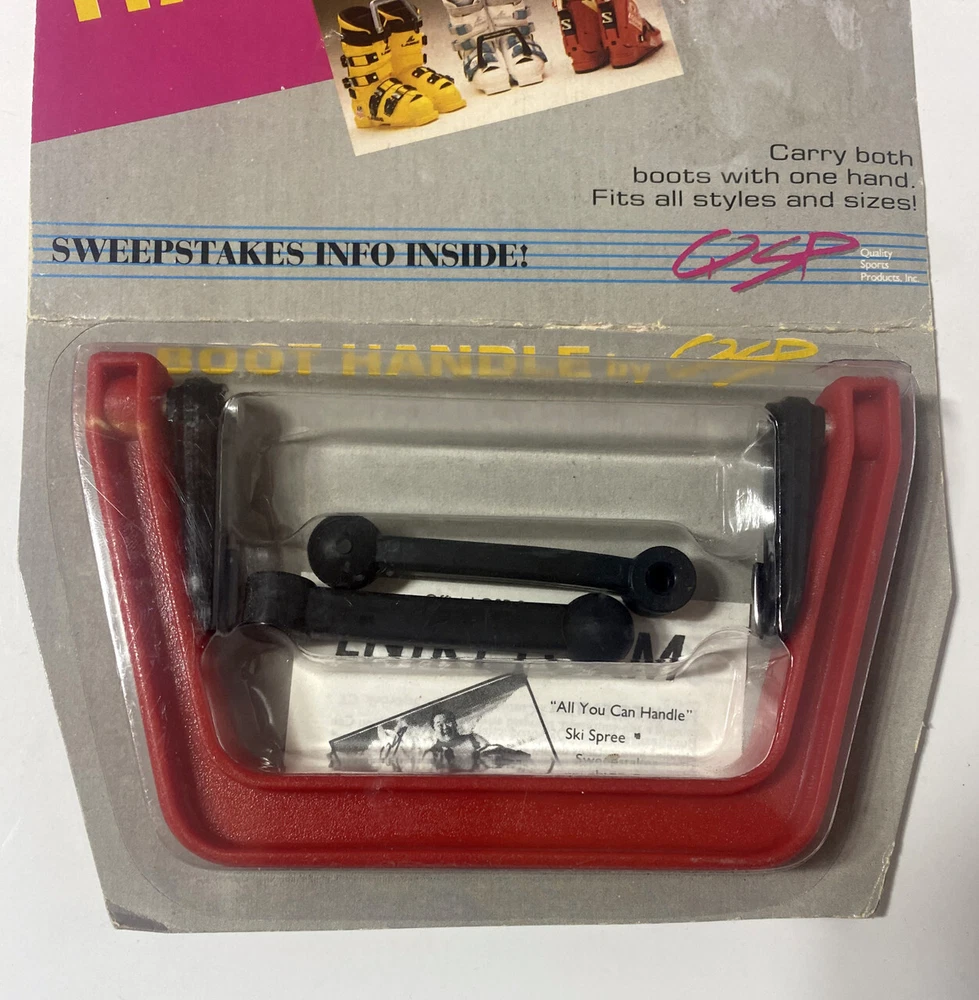 Carry both
boots with one hand.
Fits all styles and sizes!
SWEEPSTAKES INFO INSIDE!
QSP
Quality
Sports
Products, Inc.
BOOT HANDLE by QSP
"All You Can Handle"
Ski Spree